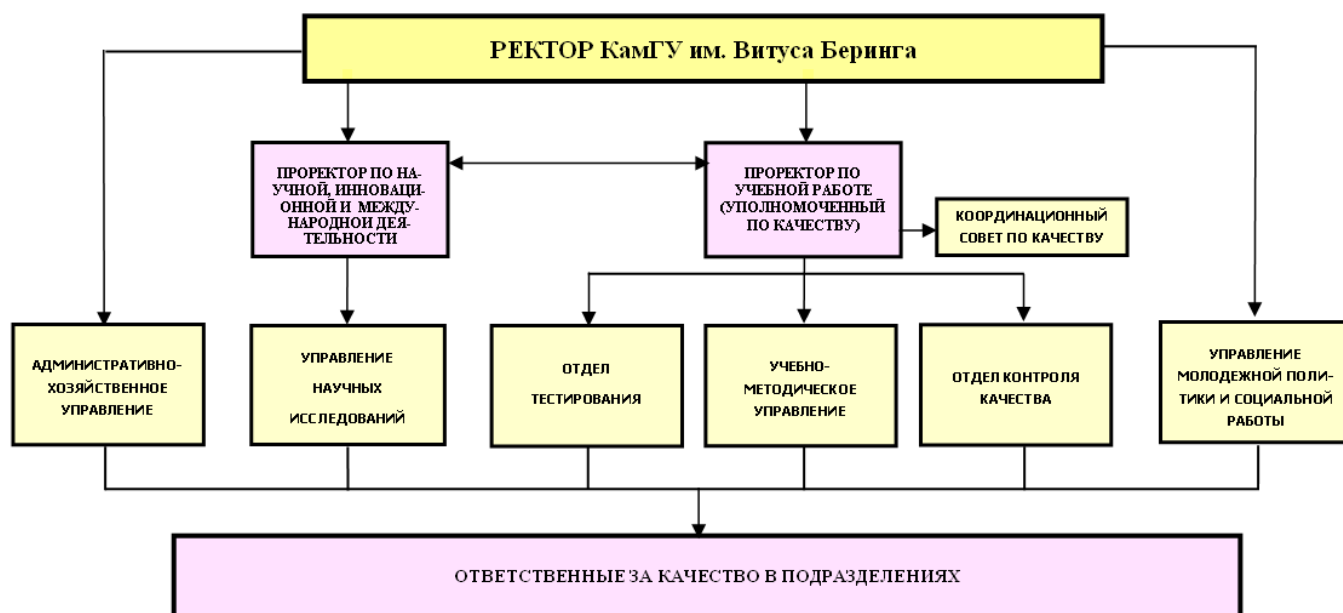 РЕКТОР КамГУ им. Витуса Беринга
ПРОРЕКТОР ПО НА-
УЧНОЙ, ИННОВАЦИ-
ОННОЙ И МЕЖДУ-
НАРОДНОИ ДЕЯ-
ТЕЛЬНОСТИ
ПРОРЕКТОР ПО
УЧЕБНОЙ РАБОТЕ
(УПОЛНОМОЧЕННЫЙ
ПО КАЧЕСТВУ)
КООРДИНАЦИОННЫЙ
СОВЕТ ПО КАЧЕСТВУ
АДМИНИСТРАТИВНО-
ХОЗЯЙСТВЕННОЕ
УПРАВЛЕНИЕ
УПРАВЛЕНИЕ
НАУЧНЫХ
ИССЛЕДОВАНИЙ
ОТДЕЛ
ТЕСТИРОВАНИЯ
УЧЕБНО-
МЕТОДИЧЕСКОЕ
УПРАВЛЕНИЕ
ОТДЕЛ КОНТРОЛЯ
КАЧЕСТВА
УПРАВЛЕНИЕ
МОЛОДЕЖНОЙ ПОЛИ-
ТИКИ И СОЦИАЛЬНОЙ
РАБОТЫ
ОТВЕТСТВЕННЫЕ ЗА КАЧЕСТВО В ПОДРАЗДЕЛЕНИЯХ